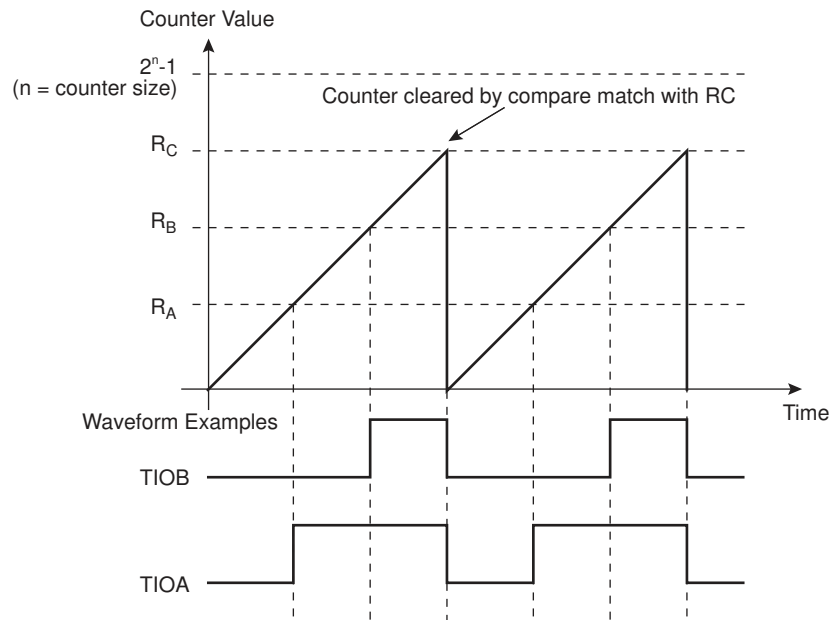 Counter Value
2ⁿ-1
(n = counter size)
Counter cleared by compare match with RC
R_C
R_B
R_A
Time
Waveform Examples
TIOB
TIOA